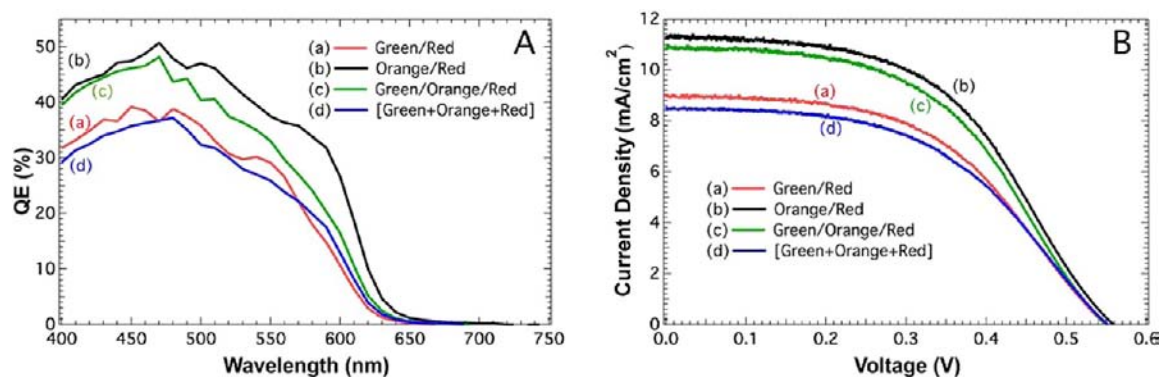 A
50
40
30
20
10
0
QE (%)
400 450 500 550 600 650 700 750
Wavelength (nm)
(a) Green/Red
(b) Orange/Red
(c) Green/Orange/Red
(d) [Green+Orange+Red]
(b)
(c)
(a)
(d)
B
12
10
8
6
4
2
0
Current Density (mA/cm²)
0.0 0.1 0.2 0.3 0.4 0.5 0.6
Voltage (V)
(a)
(b)
(c)
(d)
(a) Green/Red
(b) Orange/Red
(c) Green/Orange/Red
(d) [Green+Orange+Red]